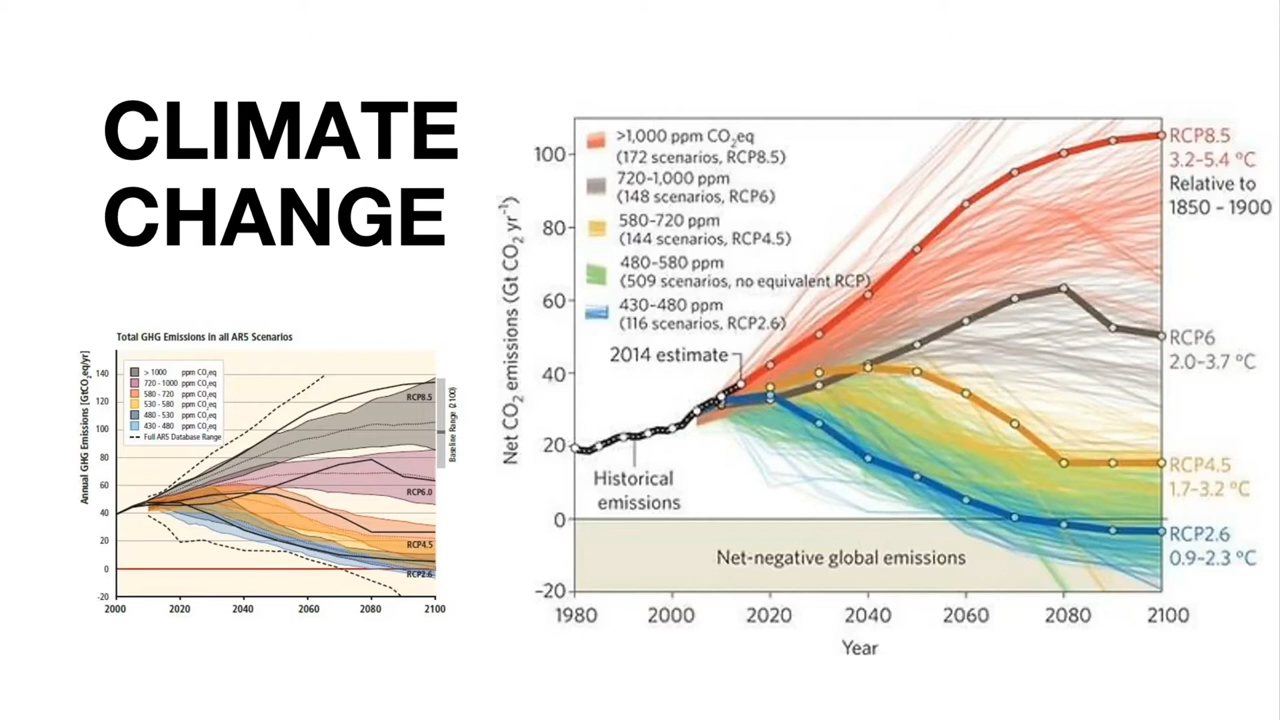 CLIMATE
CHANGE
Total GHG Emissions in all AR5 Scenarios
Annual GHG Emissions [GtCO2eq/yr]
140
120
100
80
60
40
20
0
-20
2000
2020
2040
2060
2080
2100
> 1000 ppm CO2eq
720 - 1000 ppm CO2eq
580 - 720 ppm CO2eq
530 - 580 ppm CO2eq
480 - 530 ppm CO2eq
430 - 480 ppm CO2eq
Full AR5 Database Range
RCP8.5
RCP6.0
RCP4.5
RCP2.6
Baseline Range (2100)
Net CO2 emissions (Gt CO2 yr-1)
100
80
60
40
20
0
-20
>1,000 ppm CO2eq
(172 scenarios, RCP8.5)
720-1,000 ppm
(148 scenarios, RCP6)
580-720 ppm
(144 scenarios, RCP4.5)
480-580 ppm
(509 scenarios, no equivalent RCP)
430-480 ppm
(116 scenarios, RCP2.6)
2014 estimate
Historical
emissions
Net-negative global emissions
RCP8.5
3.2-5.4 °C
Relative to
1850 - 1900
RCP6
2.0-3.7 °C
RCP4.5
1.7-3.2 °C
RCP2.6
0.9-2.3 °C
1980
2000
2020
2040
2060
2080
2100
Year